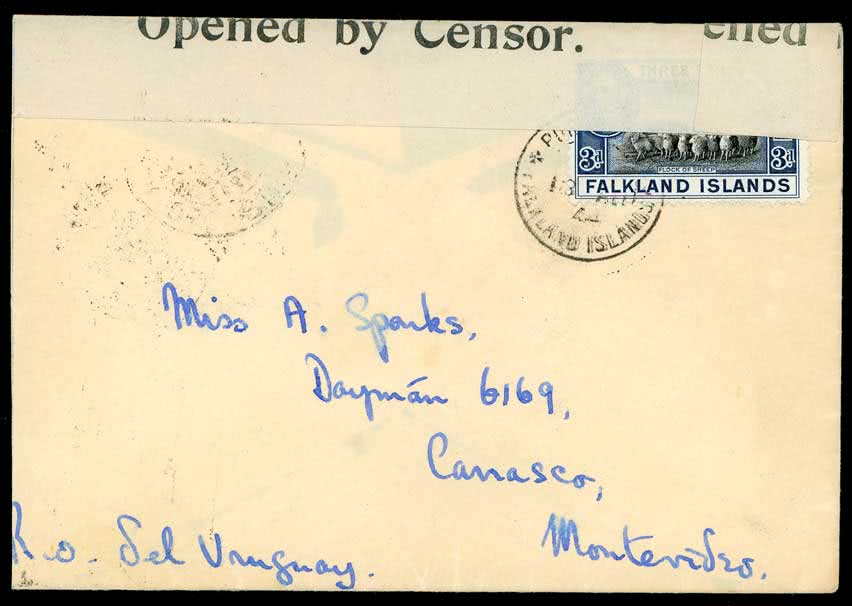 Opened by Censor.
3d 3d
FLOCK OF SHEEP
FALKLAND ISLANDS
FALKLAND ISLANDS
Miss A. Sparks,
Daymán 6169,
Carrasco,
Montevideo.
R.o. del Uruguay.